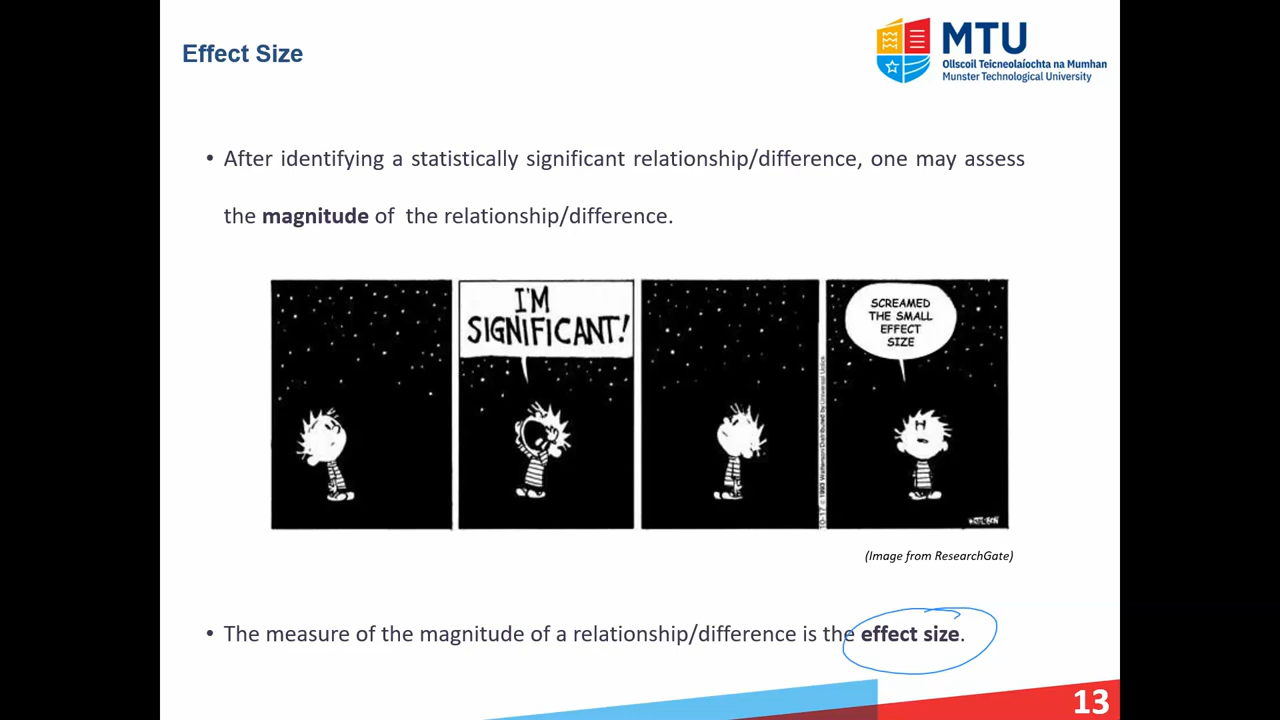 Effect Size
MTU
Ollscoil Teicneolaíochta na Mumhan
Munster Technological University
• After identifying a statistically significant relationship/difference, one may assess
the magnitude of the relationship/difference.
I'M
SIGNIFICANT!
SCREAMED
THE SMALL
EFFECT
SIZE
(Image from ResearchGate)
• The measure of the magnitude of a relationship/difference is the effect size.
13